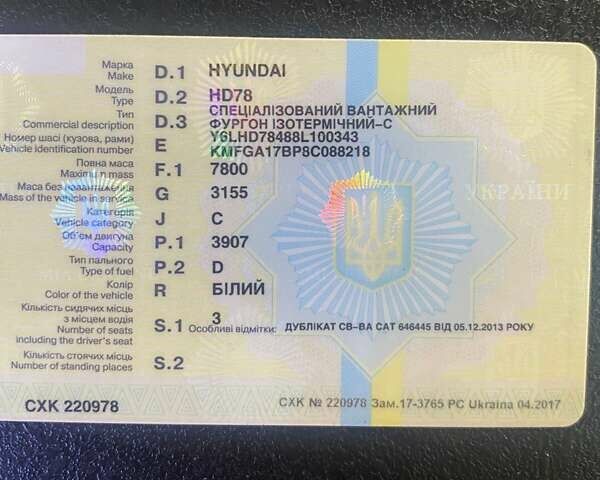 Марка
Make D.1 HYUNDAI
Модель
Type D.2 HD78
Тип СПЕЦІАЛІЗОВАНИЙ ВАНТАЖНИЙ
Commercial description D.3 ФУРГОН ІЗОТЕРМІЧНИЙ-С
Номер шасі (кузова, рами) Y6LHD78488L100343
Vehicle identification number E KMFGA17BP8C088218
Повна маса
Maximum mass F.1 7800
Маса без навантаження
Mass of the vehicle in service G 3155
Категорія
Vehicle category J C
Об'єм двигуна
Capacity P.1 3907
Тип пального
Type of fuel P.2 D
Колір
Color of the vehicle R БІЛИЙ
Кількість сидячих місць
з місцем водія 3
Number of seats S.1 Особливі відмітки: ДУБЛІКАТ СВ-ВА САТ 646445 ВІД 05.12.2013 РОКУ
including the driver's seat
Кількість стоячих місць
Number of standing places S.2
УКРАЇНИ
СХК 220978
СХК № 220978 Зам.17-3765 РС Ukraina 04.2017